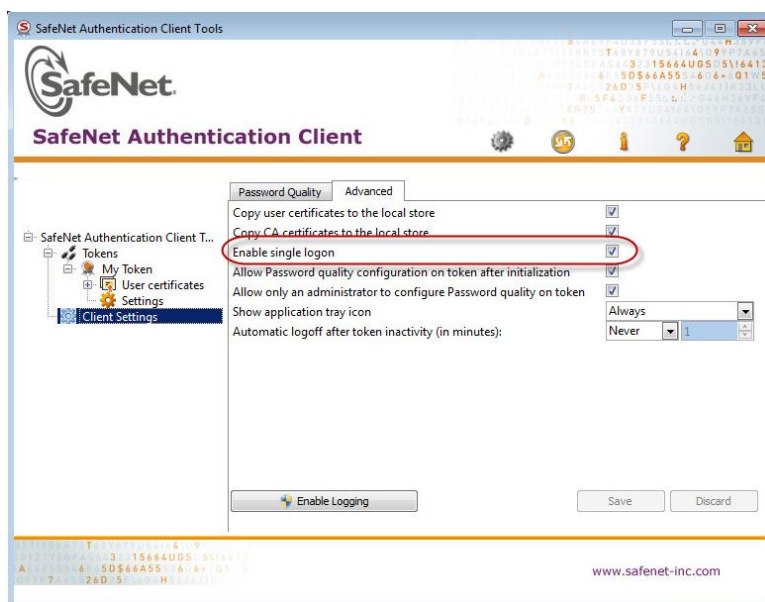 SafeNet Authentication Client Tools
SafeNet.
SafeNet Authentication Client
Password Quality
Advanced
Copy user certificates to the local store
Copy CA certificates to the local store
Enable single logon
Allow Password quality configuration on token after initialization
Allow only an administrator to configure Password quality on token
Show application tray icon
Always
Automatic logoff after token inactivity (in minutes):
Never
1
SafeNet Authentication Client T...
Tokens
My Token
User certificates
Settings
Client Settings
Enable Logging
Save
Discard
www.safenet-inc.com